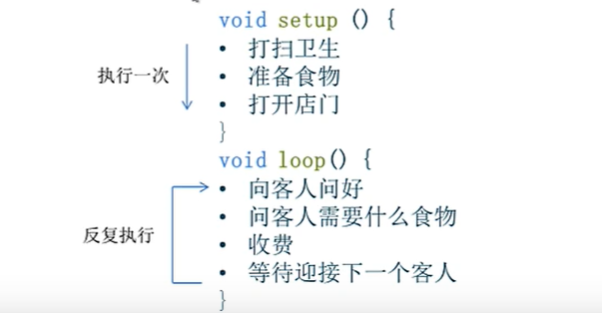 void setup () {
• 打扫卫生
执行一次
• 准备食物
• 打开店门
}
void loop() {
• 向客人问好
• 问客人需要什么食物
反复执行
• 收费
• 等待迎接下一个客人
}